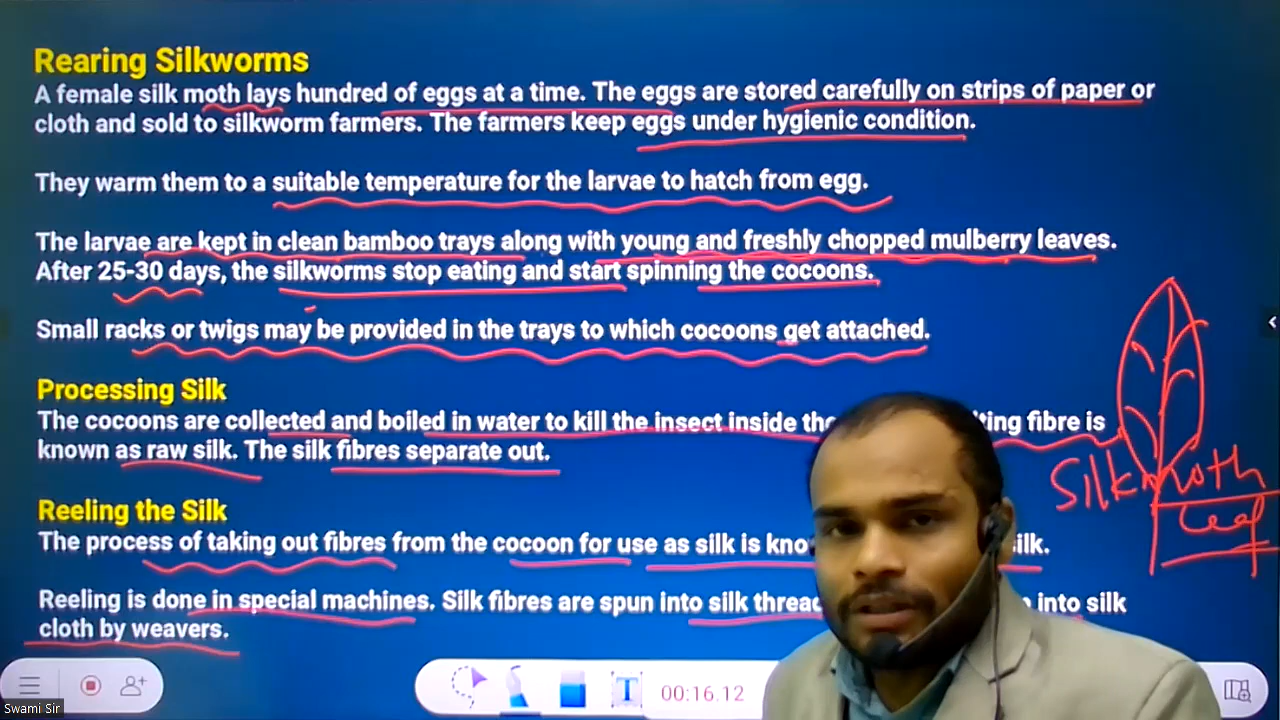 Rearing Silkworms
A female silk moth lays hundred of eggs at a time. The eggs are stored carefully on strips of paper or
cloth and sold to silkworm farmers. The farmers keep eggs under hygienic condition.
They warm them to a suitable temperature for the larvae to hatch from egg.
The larvae are kept in clean bamboo trays along with young and freshly chopped mulberry leaves.
After 25-30 days, the silkworms stop eating and start spinning the cocoons.
Small racks or twigs may be provided in the trays to which cocoons get attached.
Processing Silk
The cocoons are collected and boiled in water to kill the insect inside fibre is
known as raw silk. The silk fibres separate out.
Silk moth
leaf
Reeling the Silk
The process of taking out fibres from the cocoon for use as silk is
Reeling is done in special machines. Silk fibres are spun into silk into silk
cloth by weavers.
T 00:16.12
Swami Sir